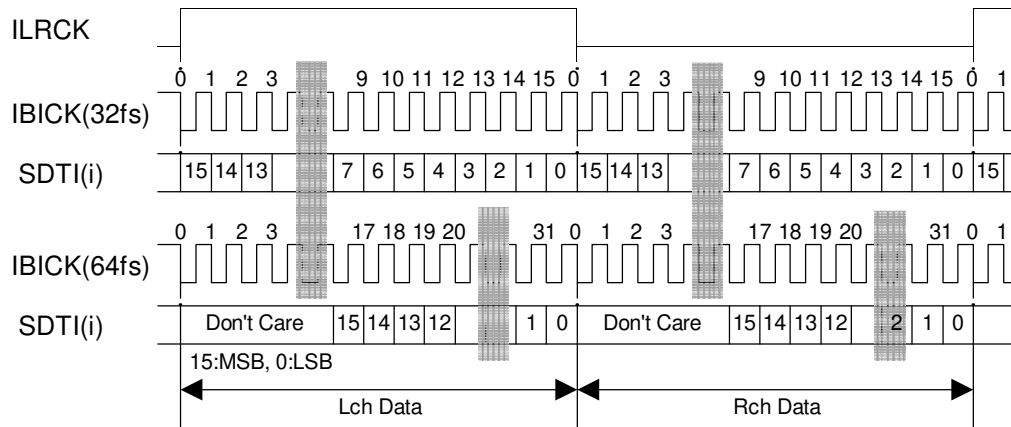 ILRCK
0 1 2 3 9 10 11 12 13 14 15 0 1 2 3 9 10 11 12 13 14 15 0 1
IBICK(32fs)
SDTI(i) 15 14 13 7 6 5 4 3 2 1 0 15 14 13 7 6 5 4 3 2 1 0 15
0 1 2 3 17 18 19 20 31 0 1 2 3 17 18 19 20 31 0 1
IBICK(64fs)
SDTI(i) Don't Care 15 14 13 12 1 0 Don't Care 15 14 13 12 2 1 0
15:MSB, 0:LSB
Lch Data Rch Data